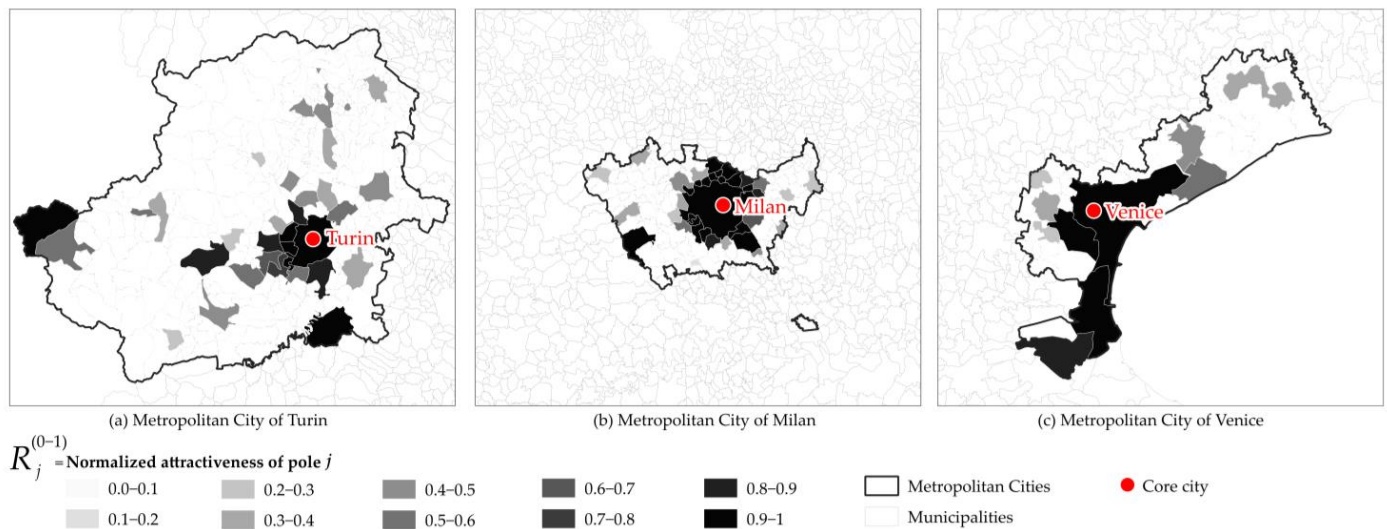 Turin
Milan
Venice
(a) Metropolitan City of Turin
(b) Metropolitan City of Milan
(c) Metropolitan City of Venice
R_j^(0–1) = Normalized attractiveness of pole j
0.0–0.1 0.2–0.3 0.4–0.5 0.6–0.7 0.8–0.9 Metropolitan Cities Core city
0.1–0.2 0.3–0.4 0.5–0.6 0.7–0.8 0.9–1 Municipalities